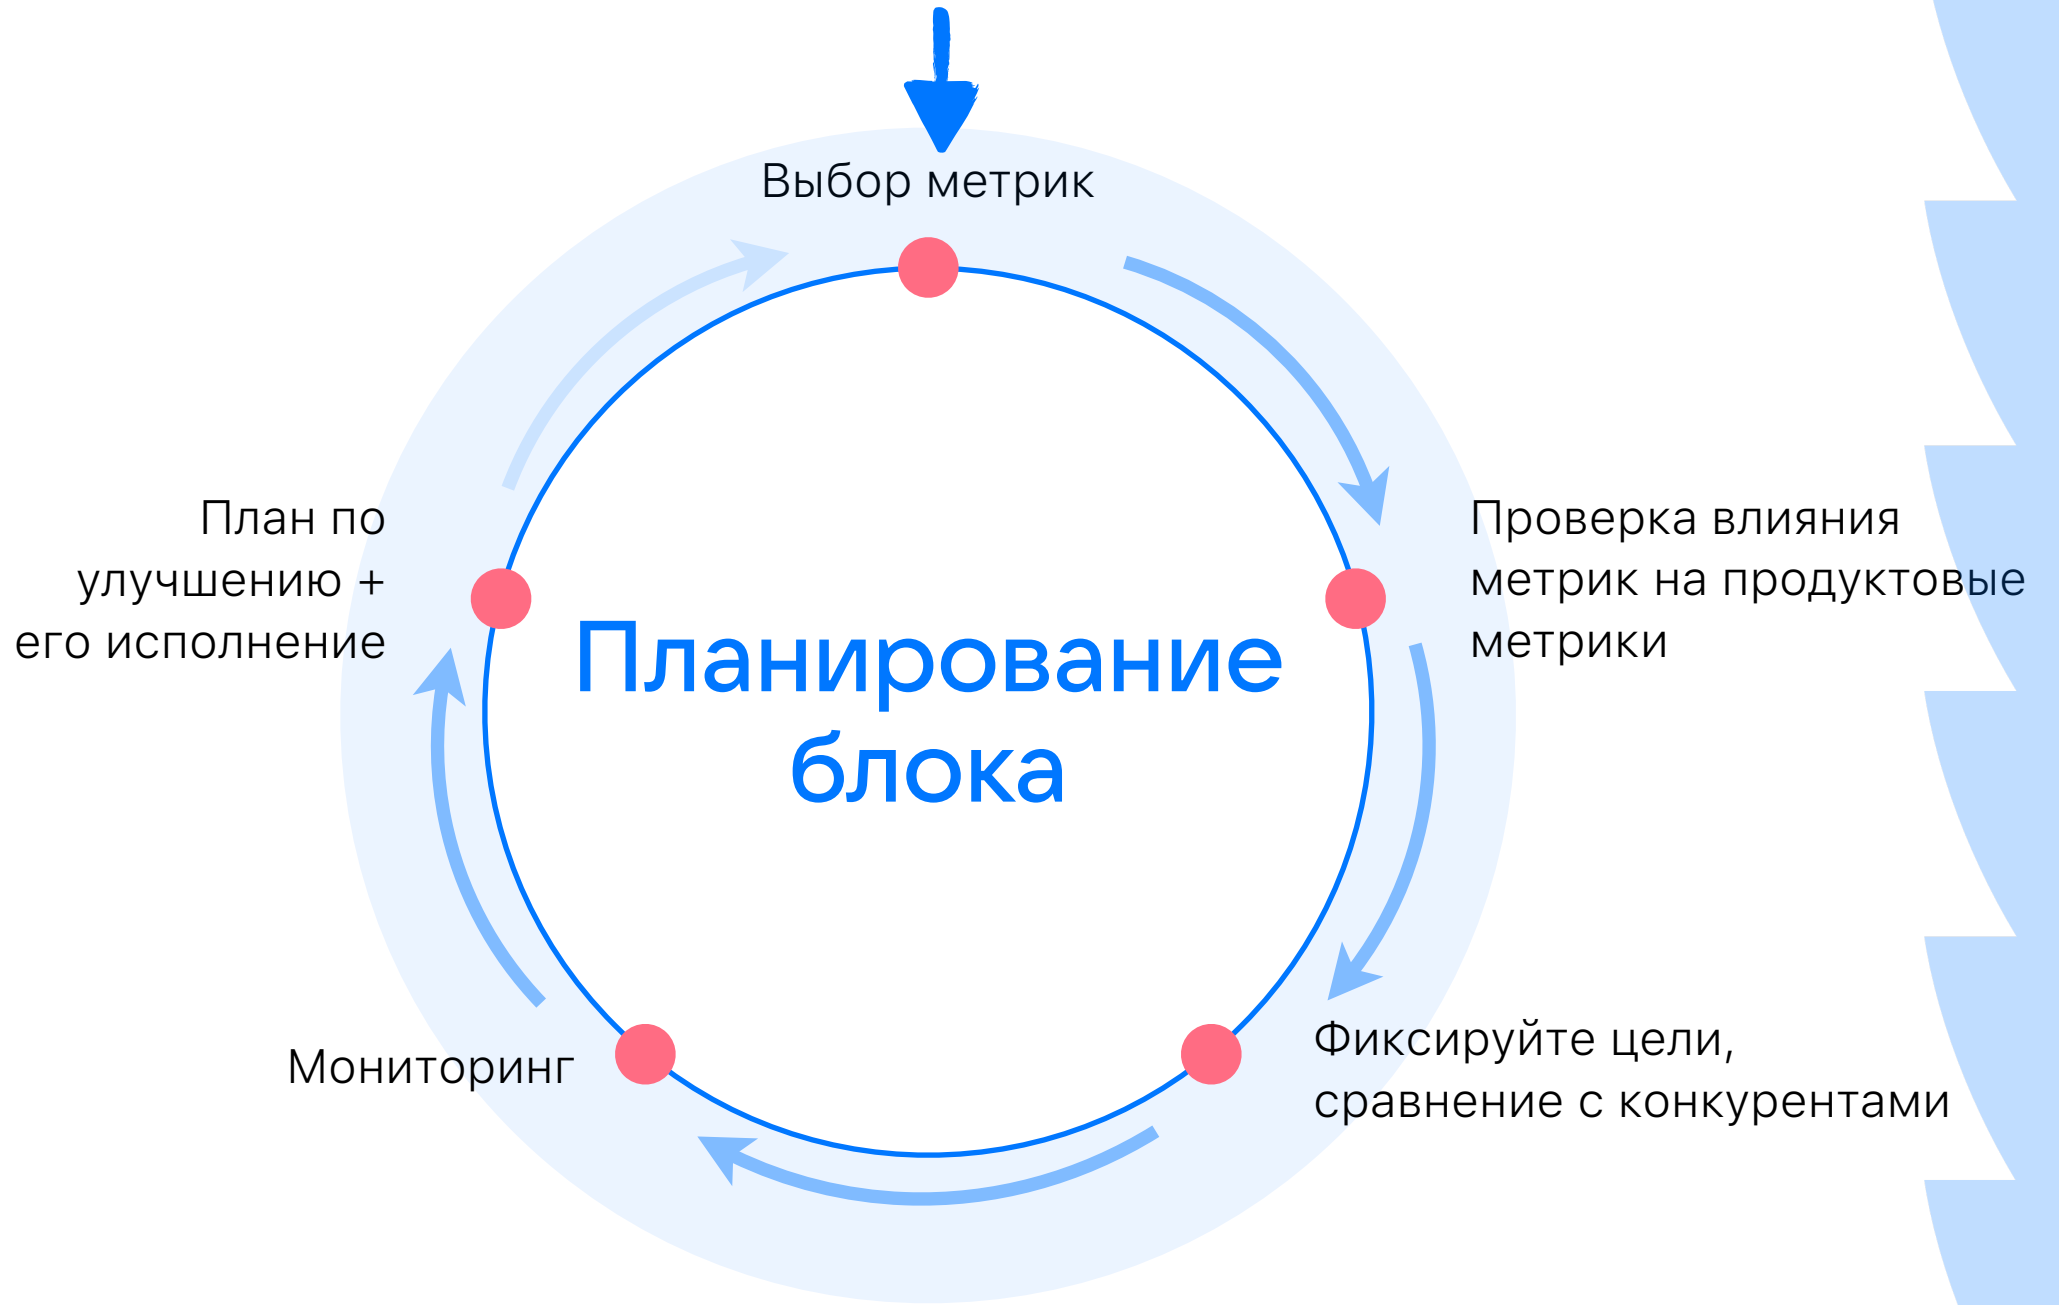 Выбор метрик
План по
улучшению +
его исполнение
Проверка влияния
метрик на продуктовые
метрики
Планирование
блока
Мониторинг
Фиксируйте цели,
сравнение с конкурентами